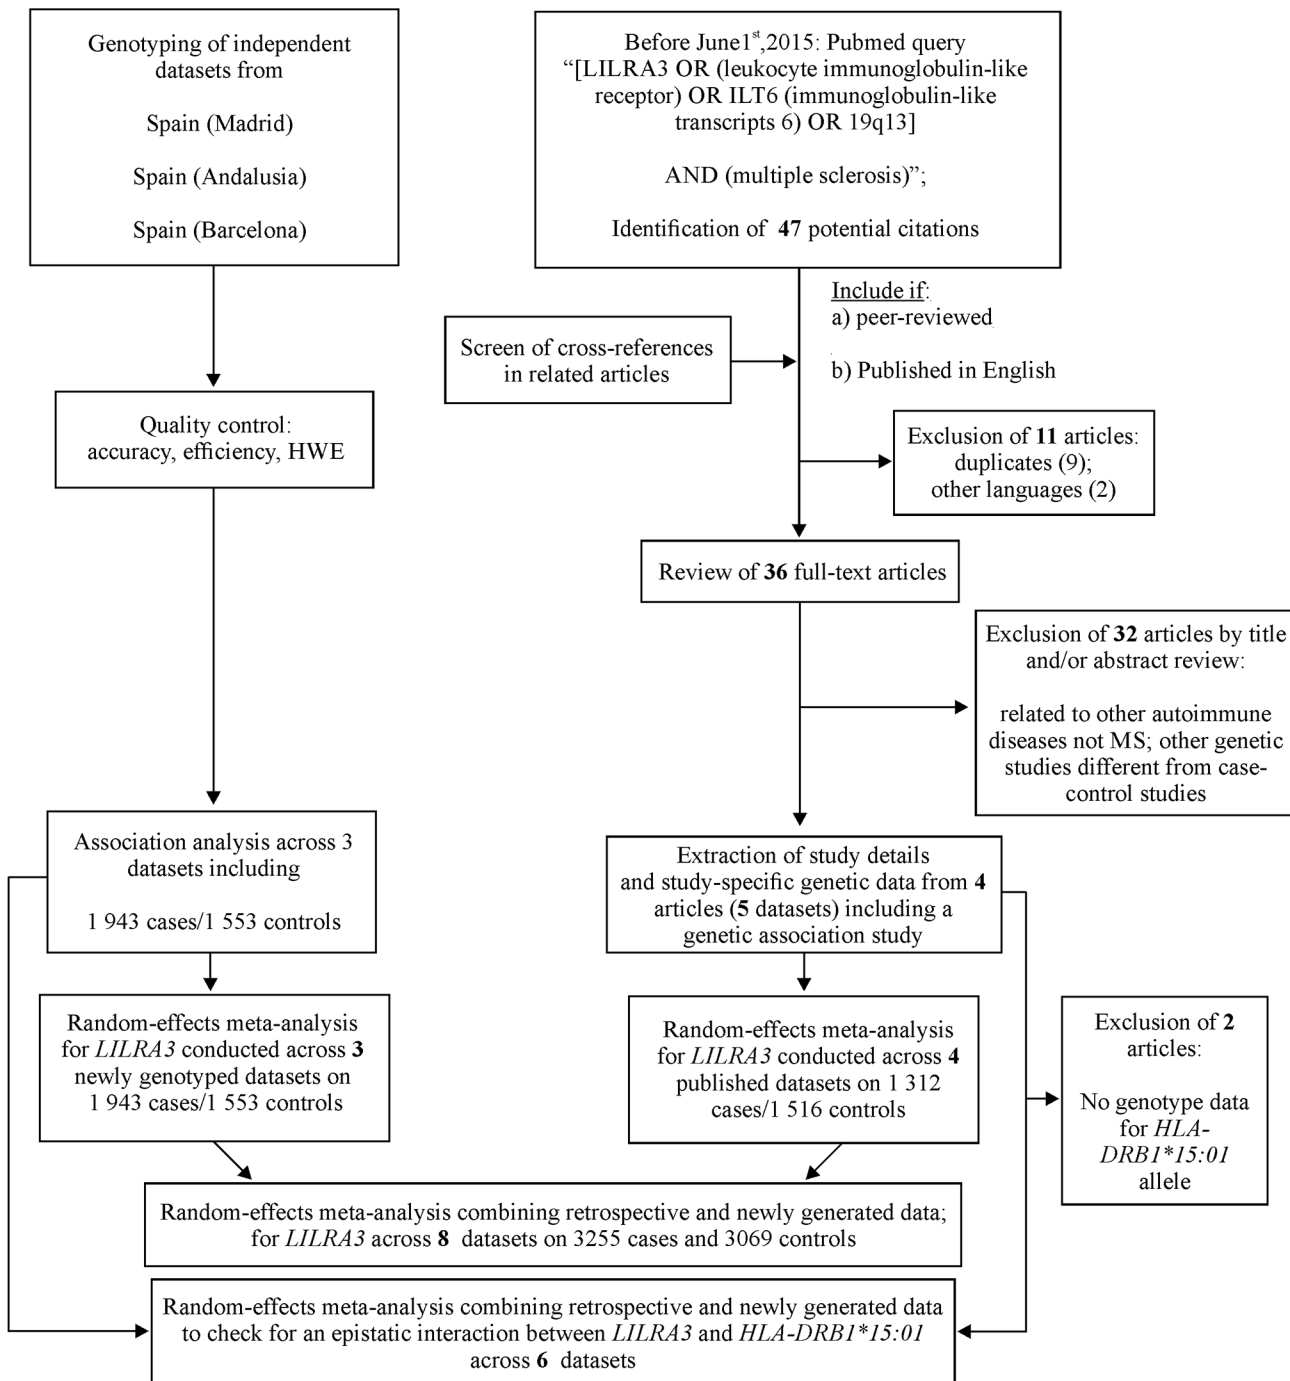 Genotyping of independent
datasets from
Spain (Madrid)
Spain (Andalusia)
Spain (Barcelona)
Before June1st,2015: Pubmed query
“[LILRA3 OR (leukocyte immunoglobulin-like
receptor) OR ILT6 (immunoglobulin-like
transcripts 6) OR 19q13]
AND (multiple sclerosis)”;
Identification of 47 potential citations
Include if:
a) peer-reviewed
b) Published in English
Screen of cross-references
in related articles
Quality control:
accuracy, efficiency, HWE
Exclusion of 11 articles:
duplicates (9);
other languages (2)
Review of 36 full-text articles
Exclusion of 32 articles by title
and/or abstract review:
related to other autoimmune
diseases not MS; other genetic
studies different from case-
control studies
Association analysis across 3
datasets including
1 943 cases/1 553 controls
Extraction of study details
and study-specific genetic data from 4
articles (5 datasets) including a
genetic association study
Random-effects meta-analysis
for LILRA3 conducted across 3
newly genotyped datasets on
1 943 cases/1 553 controls
Random-effects meta-analysis
for LILRA3 conducted across 4
published datasets on 1 312
cases/1 516 controls
Exclusion of 2
articles:
No genotype data
for HLA-
DRB1*15:01
allele
Random-effects meta-analysis combining retrospective and newly generated data;
for LILRA3 across 8 datasets on 3255 cases and 3069 controls
Random-effects meta-analysis combining retrospective and newly generated data
to check for an epistatic interaction between LILRA3 and HLA-DRB1*15:01
across 6 datasets